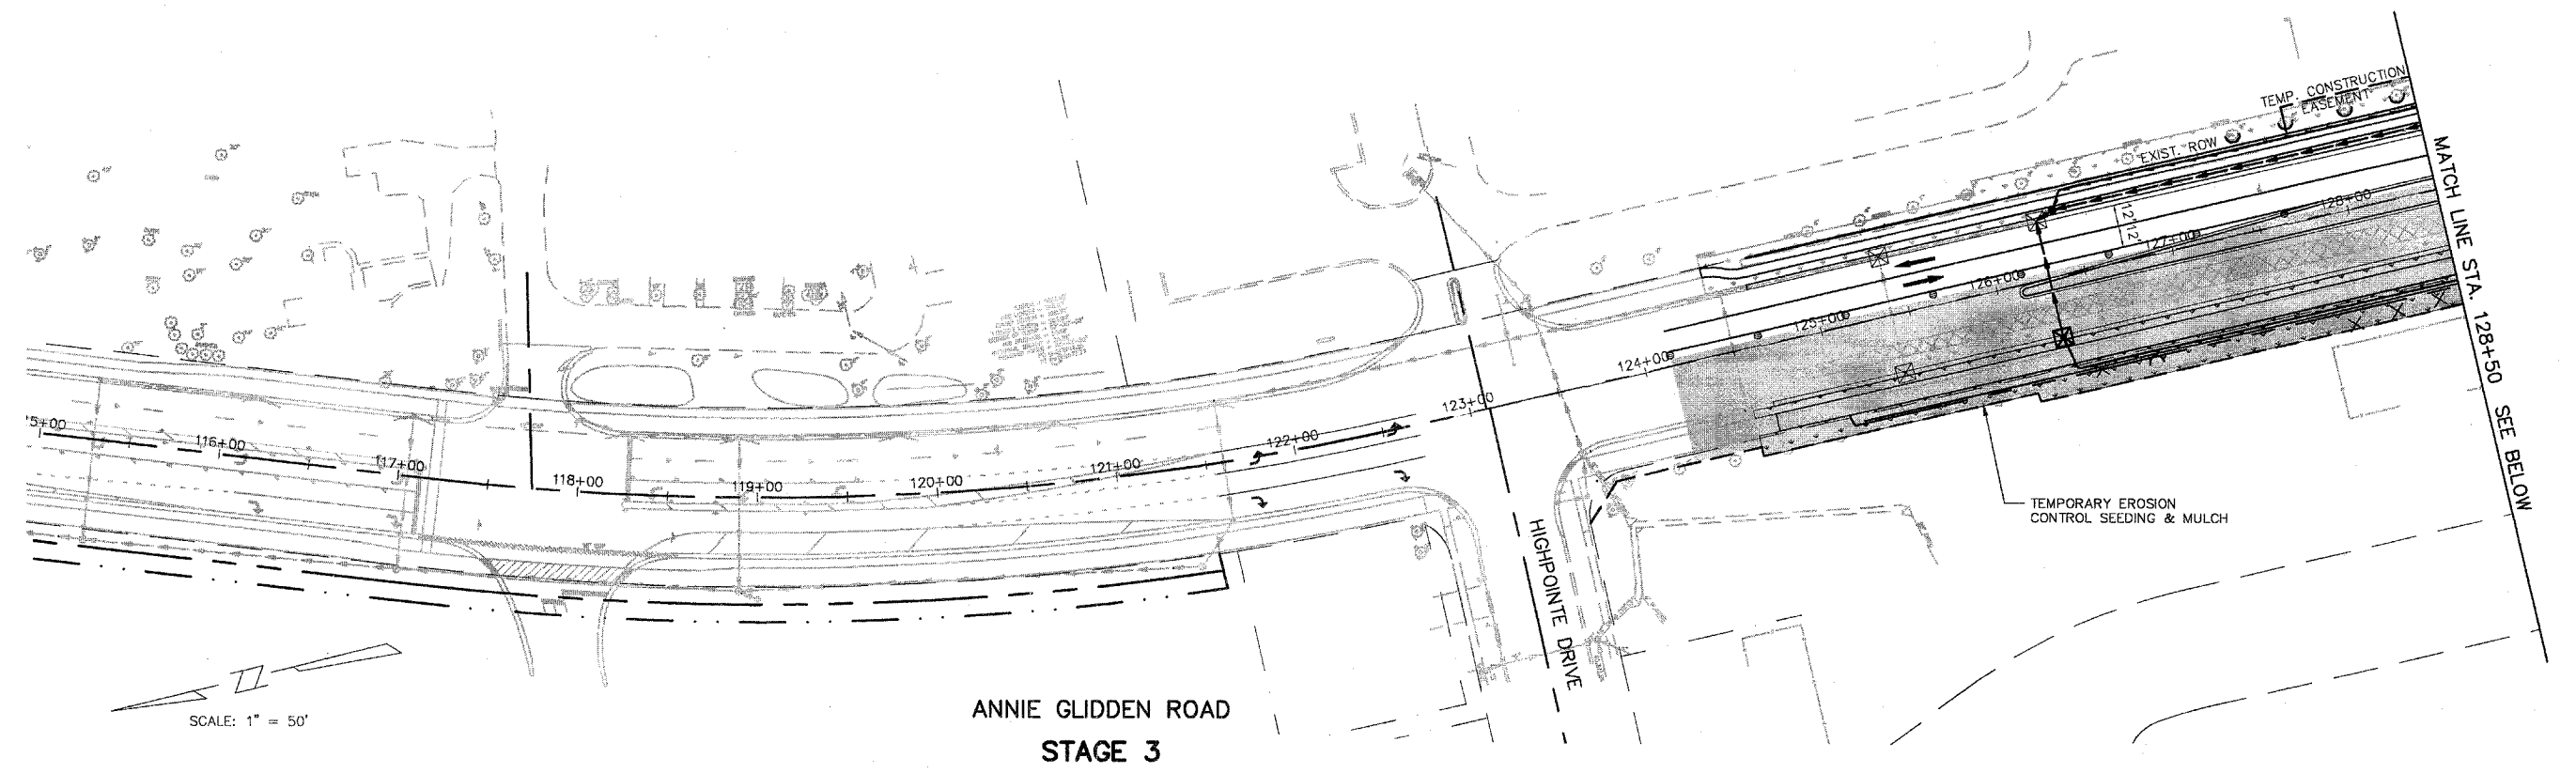 TEMP. CONSTRUCTION
EASEMENT
EXIST. ROW
MATCH LINE STA. 128+50 SEE BELOW
12'
12'
128+00
127+00
126+00
125+00
124+00
123+00
122+00
121+00
120+00
119+00
118+00
117+00
116+00
5+00
TEMPORARY EROSION
CONTROL SEEDING & MULCH
HIGHPOINTE DRIVE
SCALE: 1" = 50'
ANNIE GLIDDEN ROAD
STAGE 3